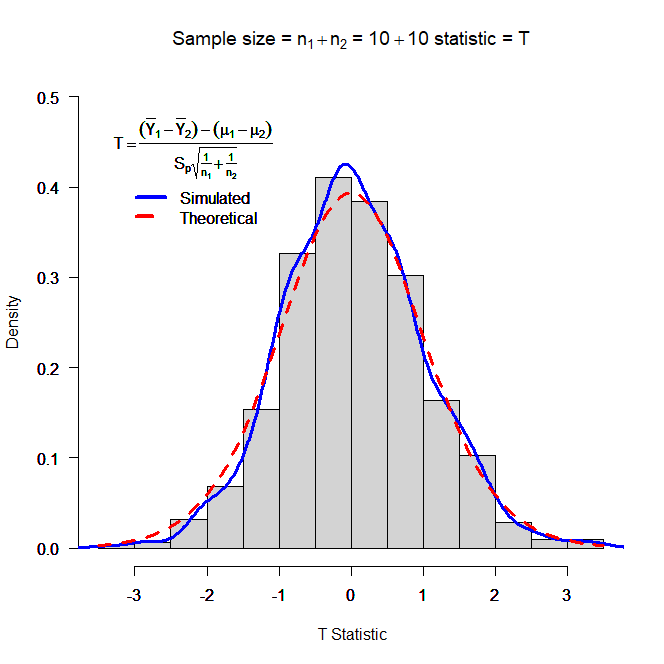 Sample size = n₁ + n₂ = 10 + 10 statistic = T
T = (Ȳ₁ − Ȳ₂) − (μ₁ − μ₂) / Sₚ√(1/n₁ + 1/n₂)
Simulated
Theoretical
Density
0.5
0.4
0.3
0.2
0.1
0.0
-3 -2 -1 0 1 2 3
T Statistic